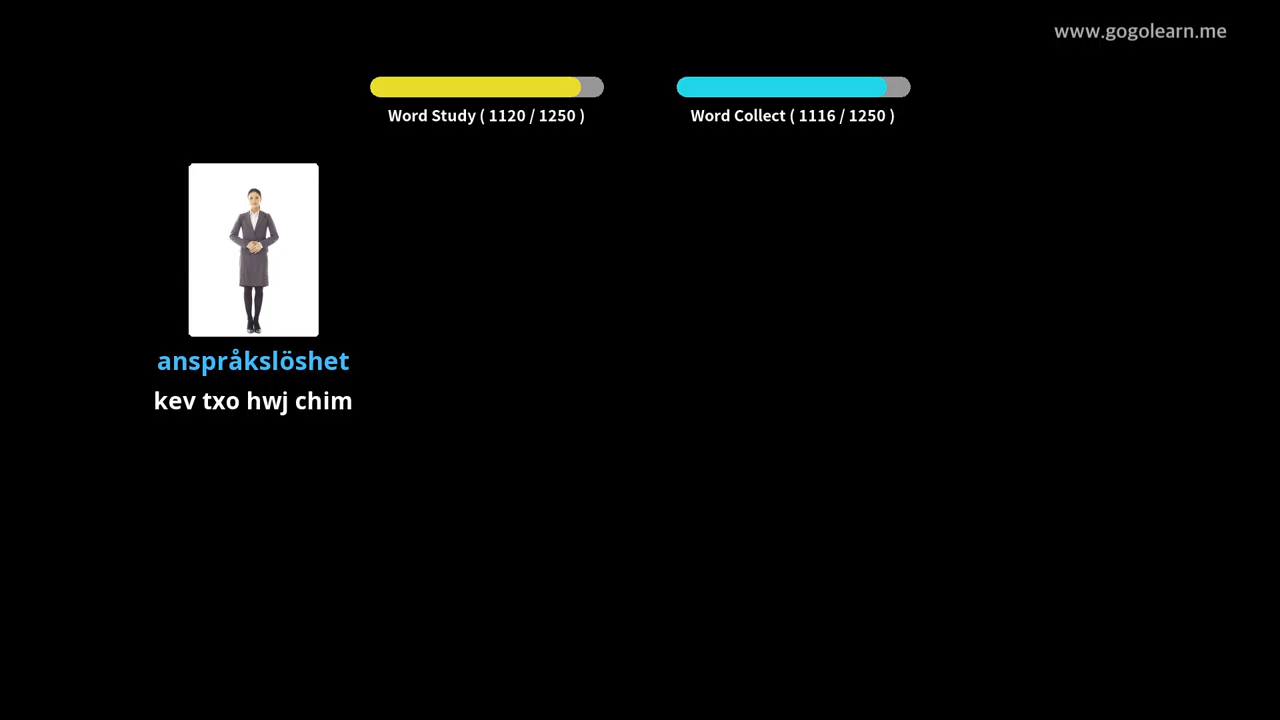 www.gogolearn.me
Word Study ( 1120 / 1250 )
Word Collect ( 1116 / 1250 )
anspråkslöshet
kev txo hwj chim